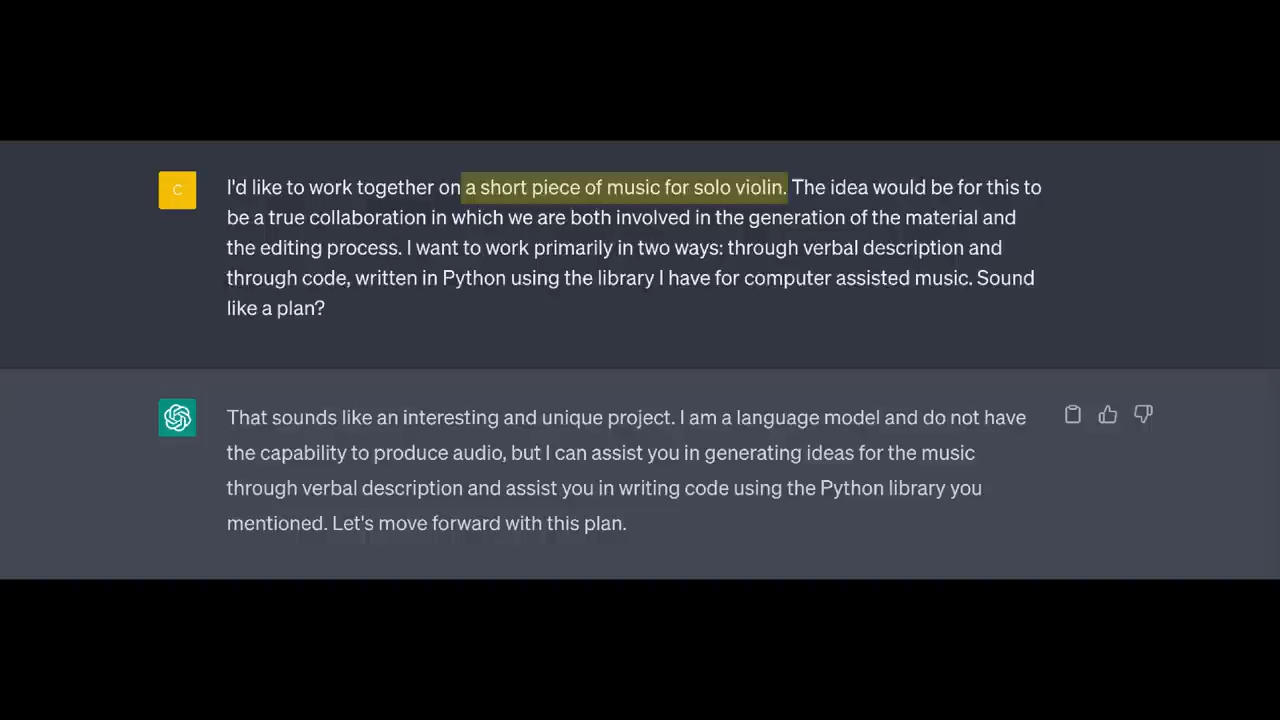 C
I'd like to work together on a short piece of music for solo violin. The idea would be for this to
be a true collaboration in which we are both involved in the generation of the material and
the editing process. I want to work primarily in two ways: through verbal description and
through code, written in Python using the library I have for computer assisted music. Sound
like a plan?
That sounds like an interesting and unique project. I am a language model and do not have
the capability to produce audio, but I can assist you in generating ideas for the music
through verbal description and assist you in writing code using the Python library you
mentioned. Let's move forward with this plan.